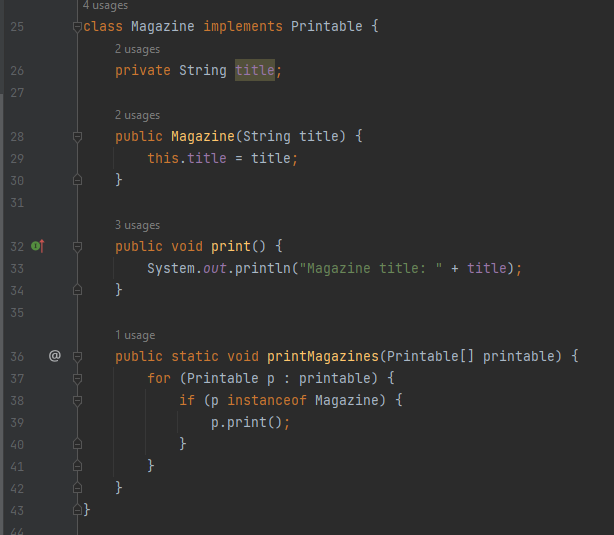 4 usages
25 class Magazine implements Printable {
2 usages
26 private String title;
27
2 usages
28 public Magazine(String title) {
29 this.title = title;
30 }
31
3 usages
32 public void print() {
33 System.out.println("Magazine title: " + title);
34 }
35
1 usage
36 @ public static void printMagazines(Printable[] printable) {
37 for (Printable p : printable) {
38 if (p instanceof Magazine) {
39 p.print();
40 }
41 }
42 }
43 }
44